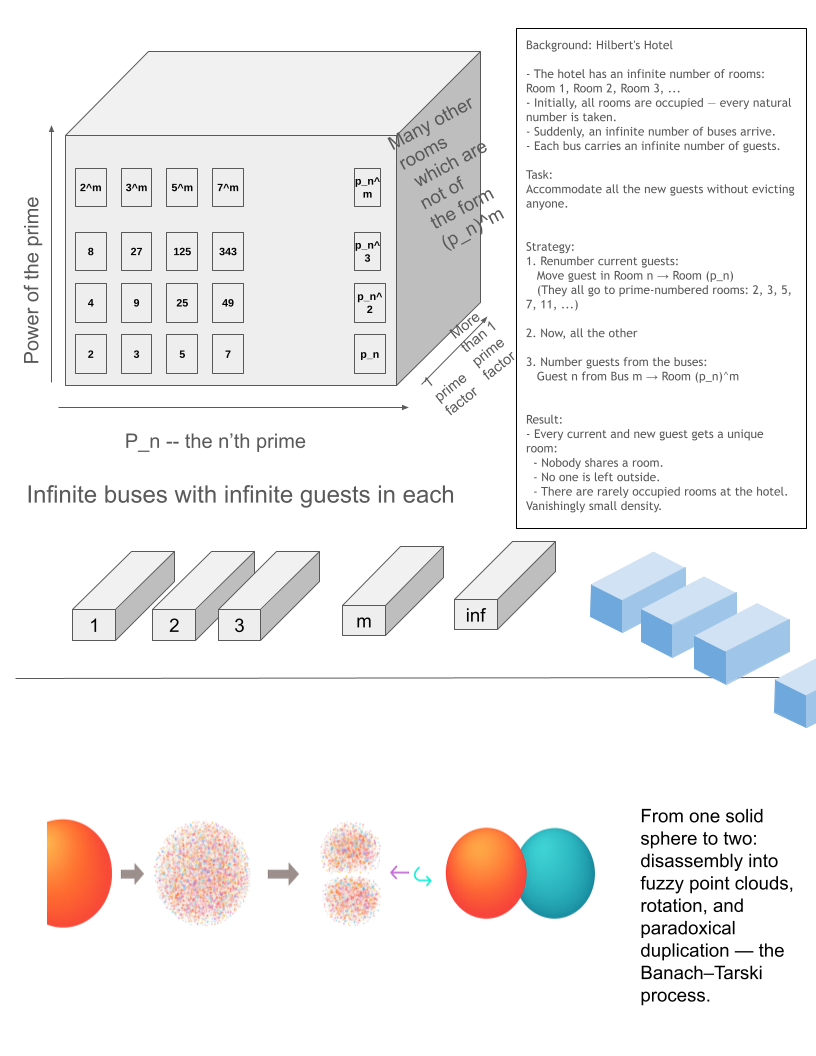 Background: Hilbert's Hotel
- The hotel has an infinite number of rooms:
Room 1, Room 2, Room 3, ...
- Initially, all rooms are occupied — every natural
number is taken.
- Suddenly, an infinite number of buses arrive.
- Each bus carries an infinite number of guests.
Task:
Accommodate all the new guests without evicting
anyone.
Strategy:
1. Renumber current guests:
Move guest in Room n → Room (p_n)
(They all go to prime-numbered rooms: 2, 3, 5,
7, 11, ...)
2. Now, all the other
3. Number guests from the buses:
Guest n from Bus m → Room (p_n)^m
Result:
- Every current and new guest gets a unique
room:
- Nobody shares a room.
- No one is left outside.
- There are rarely occupied rooms at the hotel.
Vanishingly small density.
Power of the prime
2^m 3^m 5^m 7^m p_n^
m
8 27 125 343 p_n^
3
4 9 25 49 p_n^
2
2 3 5 7 p_n
Many other
rooms
which are
not of
the form
(p_n)^m
1
prime
factor
More
than 1
prime
factor
P_n -- the n'th prime
Infinite buses with infinite guests in each
1 2 3 m inf
From one solid
sphere to two:
disassembly into
fuzzy point clouds,
rotation, and
paradoxical
duplication — the
Banach–Tarski
process.